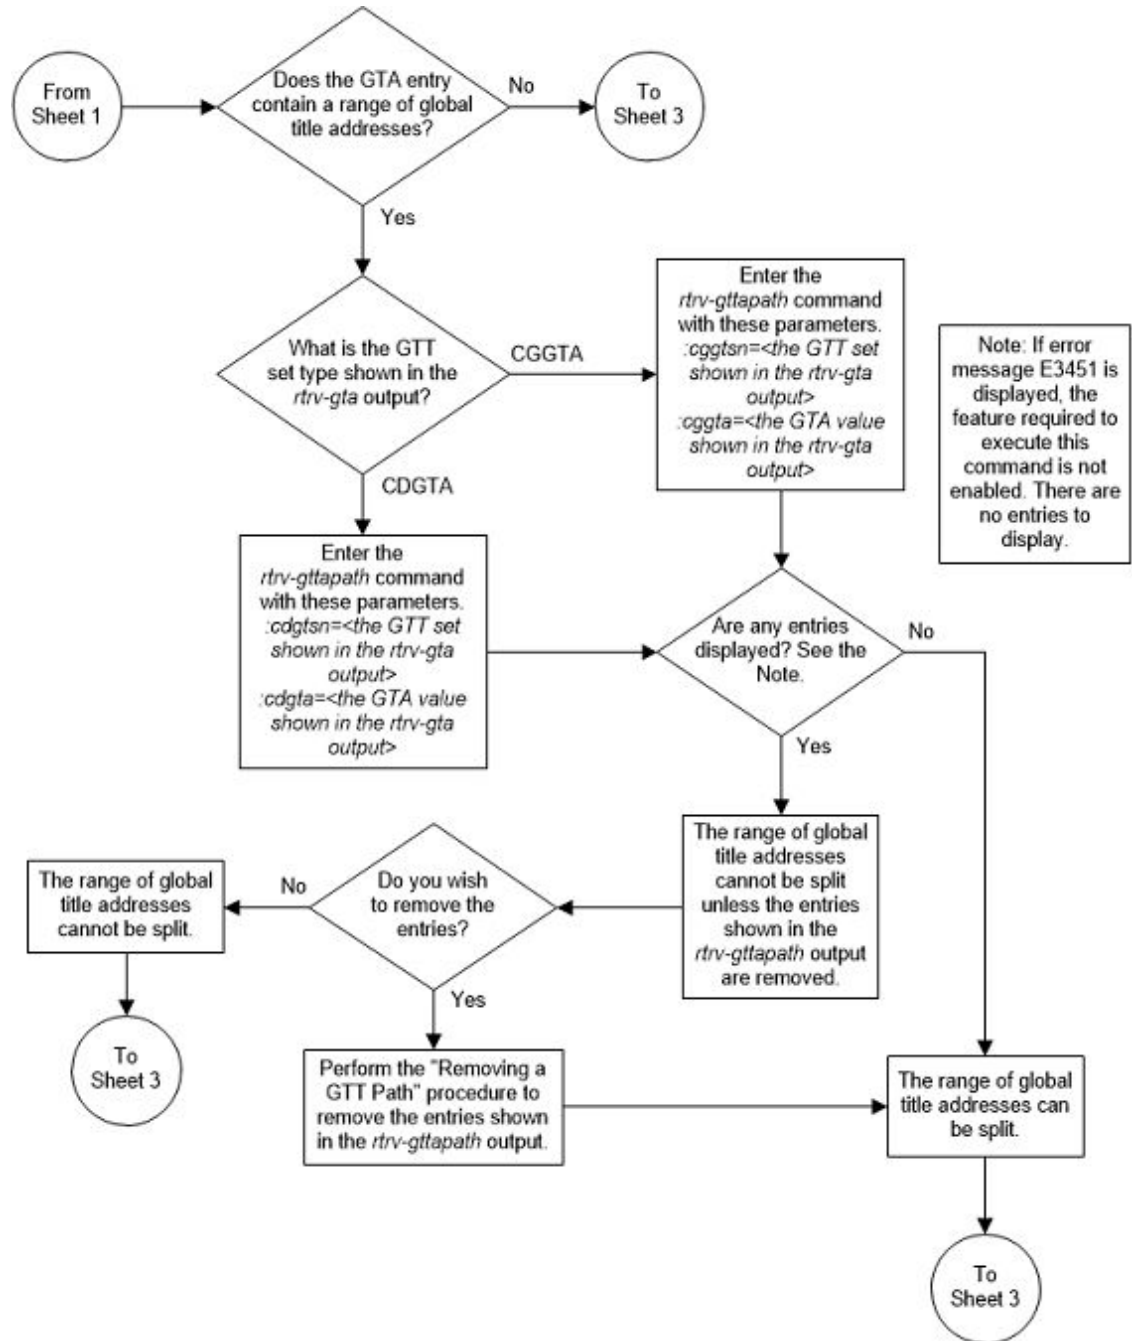 From
Sheet 1
Does the GTA entry
contain a range of global
title addresses?
No
To
Sheet 3
Yes
What is the GTT
set type shown in the
rtrv-gta output?
CGGTA
Enter the
rtrv-gttapath command
with these parameters.
:cggtsn=<the GTT set
shown in the rtrv-gta
output>
:cggta=<the GTA value
shown in the rtrv-gta
output>
Note: If error
message E3451 is
displayed, the
feature required to
execute this
command is not
enabled. There are
no entries to
display.
CDGTA
Enter the
rtrv-gttapath command
with these parameters.
:cdgtsn=<the GTT set
shown in the rtrv-gta
output>
:cdgta=<the GTA value
shown in the rtrv-gta
output>
Are any entries
displayed? See the
Note.
No
Yes
The range of global
title addresses
cannot be split
unless the entries
shown in the
rtrv-gttapath output
are removed.
Do you wish
to remove the
entries?
No
The range of global
title addresses
cannot be split.
To
Sheet 3
Yes
Perform the "Removing a
GTT Path" procedure to
remove the entries shown
in the rtrv-gttapath output.
The range of global
title addresses can
be split.
To
Sheet 3